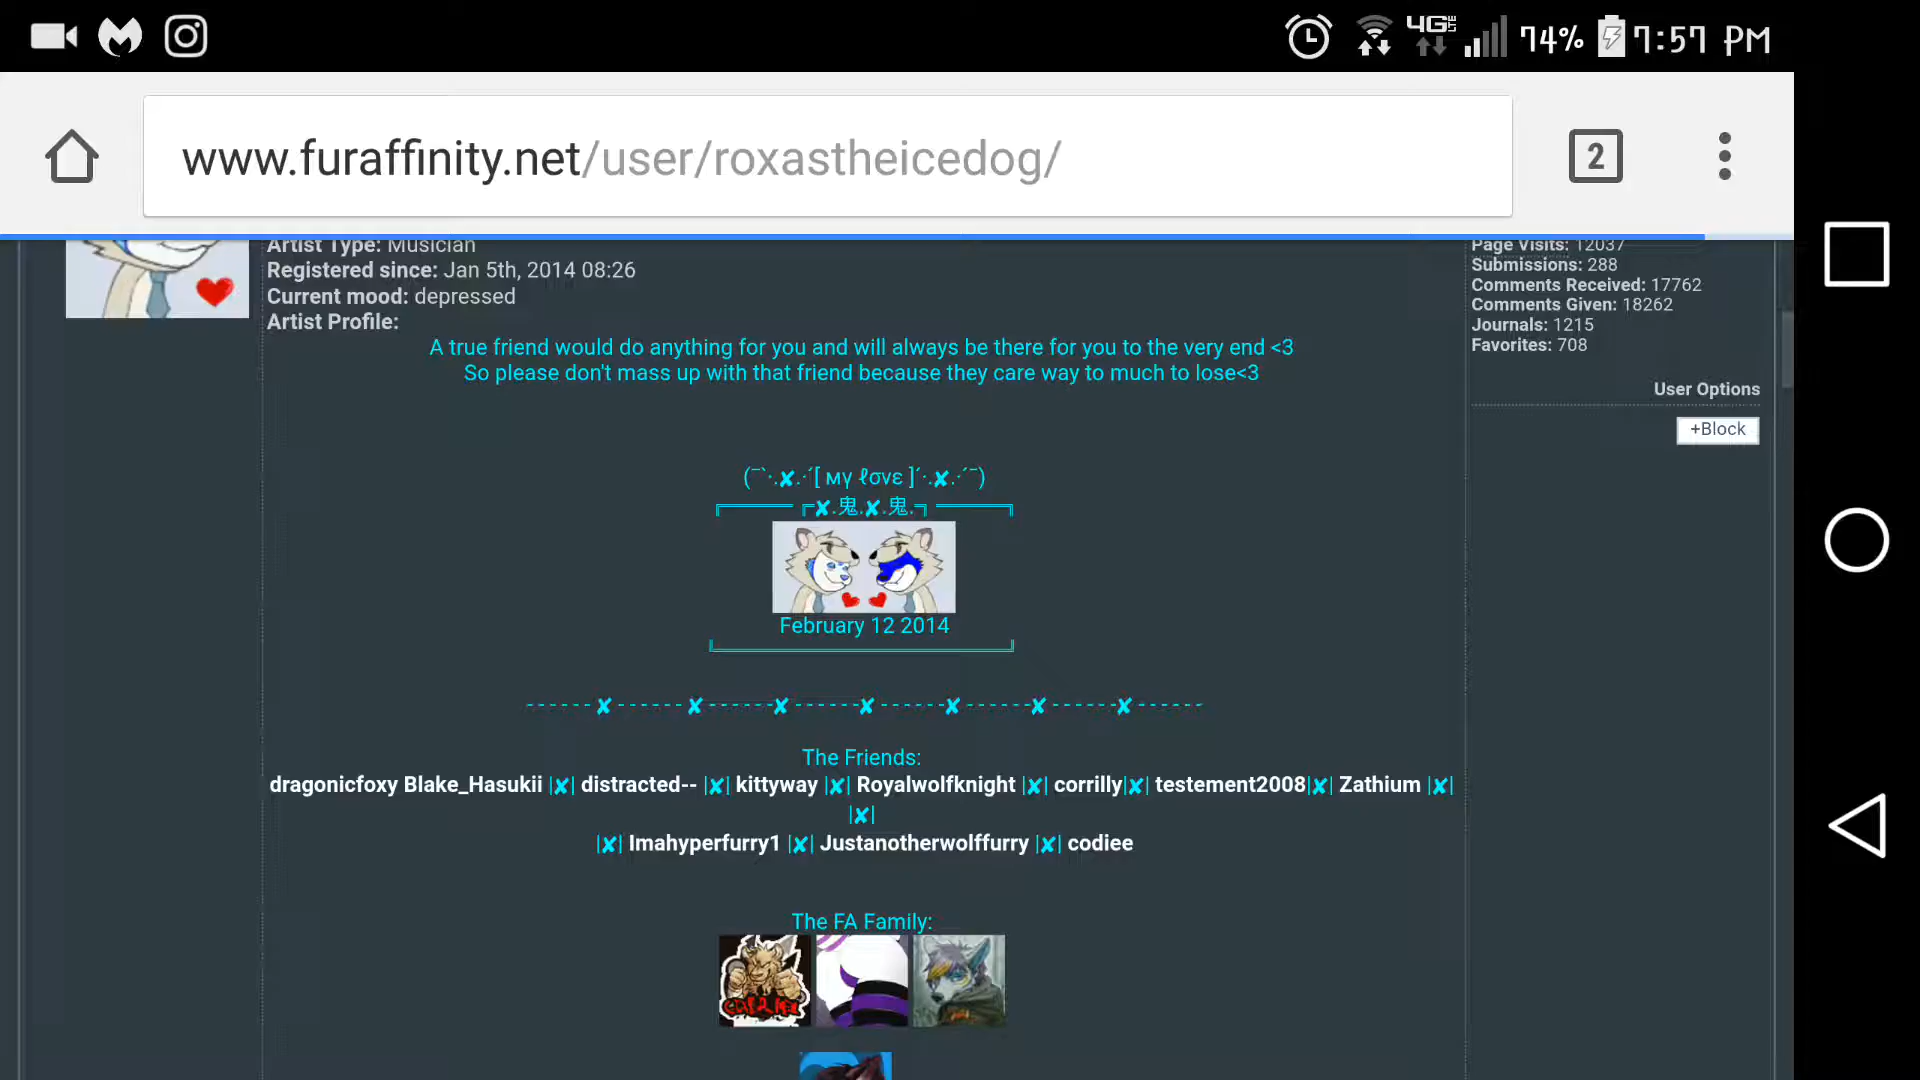 4G LTE 74% 7:57 PM
www.furaffinity.net/user/roxastheicedog/
2
Artist Type: Musician
Registered since: Jan 5th, 2014 08:26
Current mood: depressed
Artist Profile:
A true friend would do anything for you and will always be there for you to the very end <3
So please don't mass up with that friend because they care way to much to lose<3
(¯`·.✘.·´[ мγ ℓσνε ]´·.✘.·´¯)
╔═════ ╔✘.鬼.✘.鬼.╗ ═════╗
February 12 2014
╚═════════════════════╝
------✘------✘------✘------✘------✘------✘------✘------
The Friends:
dragonicfoxy Blake_Hasukii |✘| distracted-- |✘| kittyway |✘| Royalwolfknight |✘| corrilly|✘| testement2008|✘| Zathium |✘|
|✘|
|✘| Imahyperfurry1 |✘| Justanotherwolffurry |✘| codiee
The FA Family:
Page Visits: 12037
Submissions: 288
Comments Received: 17762
Comments Given: 18262
Journals: 1215
Favorites: 708
User Options
+Block